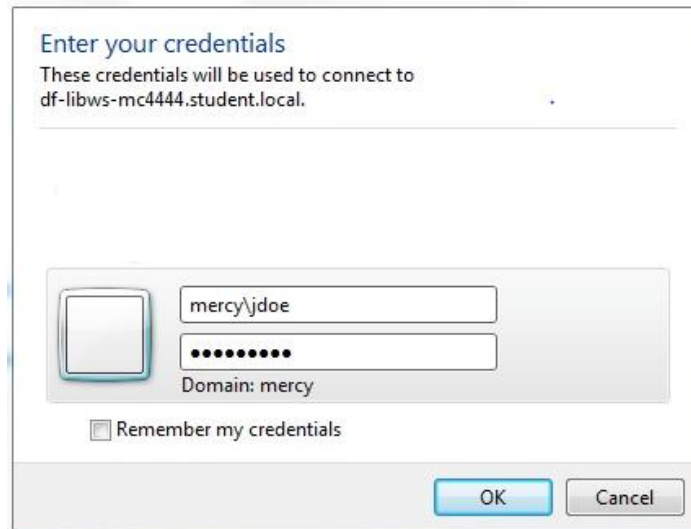 Enter your credentials
These credentials will be used to connect to
df-libws-mc4444.student.local.
mercy\jdoe
●●●●●●●●●
Domain: mercy
Remember my credentials
OK
Cancel